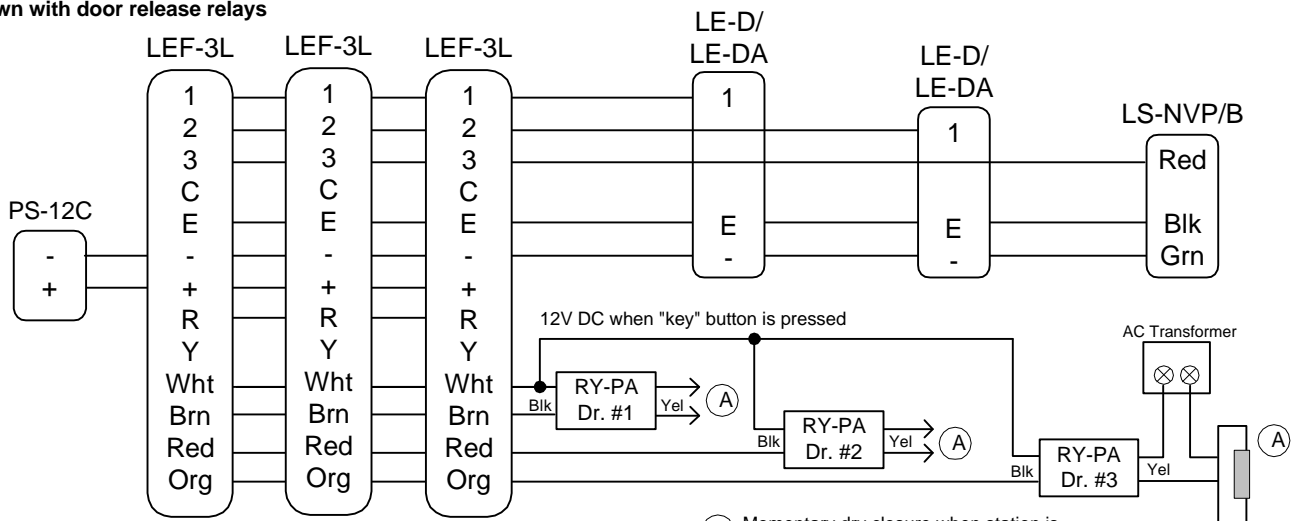 wn with door release relays
LEF-3L
LEF-3L
LEF-3L
LE-D/
LE-DA
LE-D/
LE-DA
LS-NVP/B
PS-12C
-
+
1
2
3
C
E
-
+
R
Y
Wht
Brn
Red
Org
1
2
3
C
E
-
+
R
Y
Wht
Brn
Red
Org
1
2
3
C
E
-
+
R
Y
Wht
Brn
Red
Org
1
E
-
1
E
-
Red
Blk
Grn
12V DC when "key" button is pressed
AC Transformer
Blk
RY-PA
Dr. #1
Yel
A
Blk
RY-PA
Dr. #2
Yel
A
Blk
RY-PA
Dr. #3
Yel
A
Momentary dry closure when station is